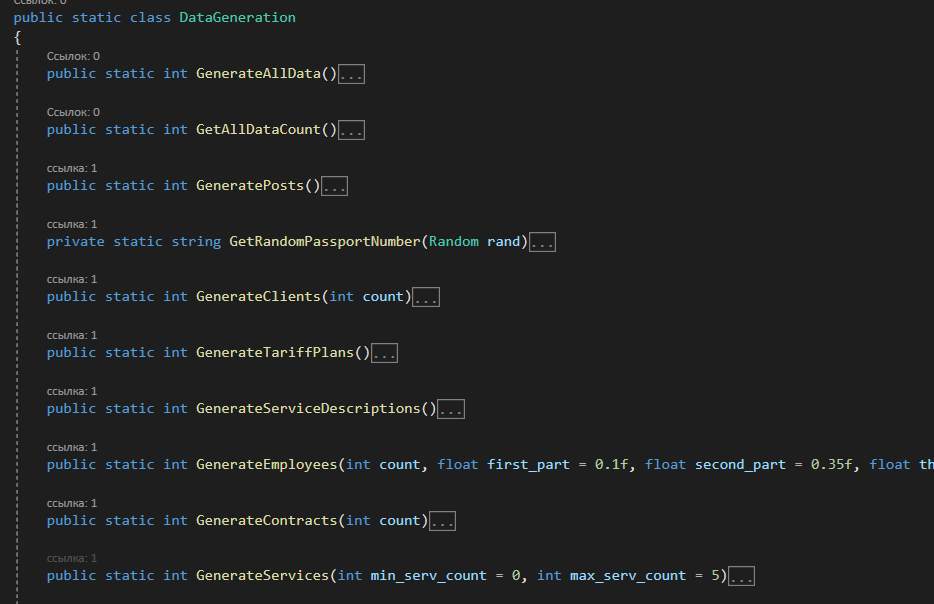 Ссылок: 0
public static class DataGeneration
{
Ссылок: 0
public static int GenerateAllData()...
Ссылок: 0
public static int GetAllDataCount()...
ссылка: 1
public static int GeneratePosts()...
ссылка: 1
private static string GetRandomPassportNumber(Random rand)...
ссылка: 1
public static int GenerateClients(int count)...
ссылка: 1
public static int GenerateTariffPlans()...
ссылка: 1
public static int GenerateServiceDescriptions()...
ссылка: 1
public static int GenerateEmployees(int count, float first_part = 0.1f, float second_part = 0.35f, float th
ссылка: 1
public static int GenerateContracts(int count)...
ссылка: 1
public static int GenerateServices(int min_serv_count = 0, int max_serv_count = 5)...